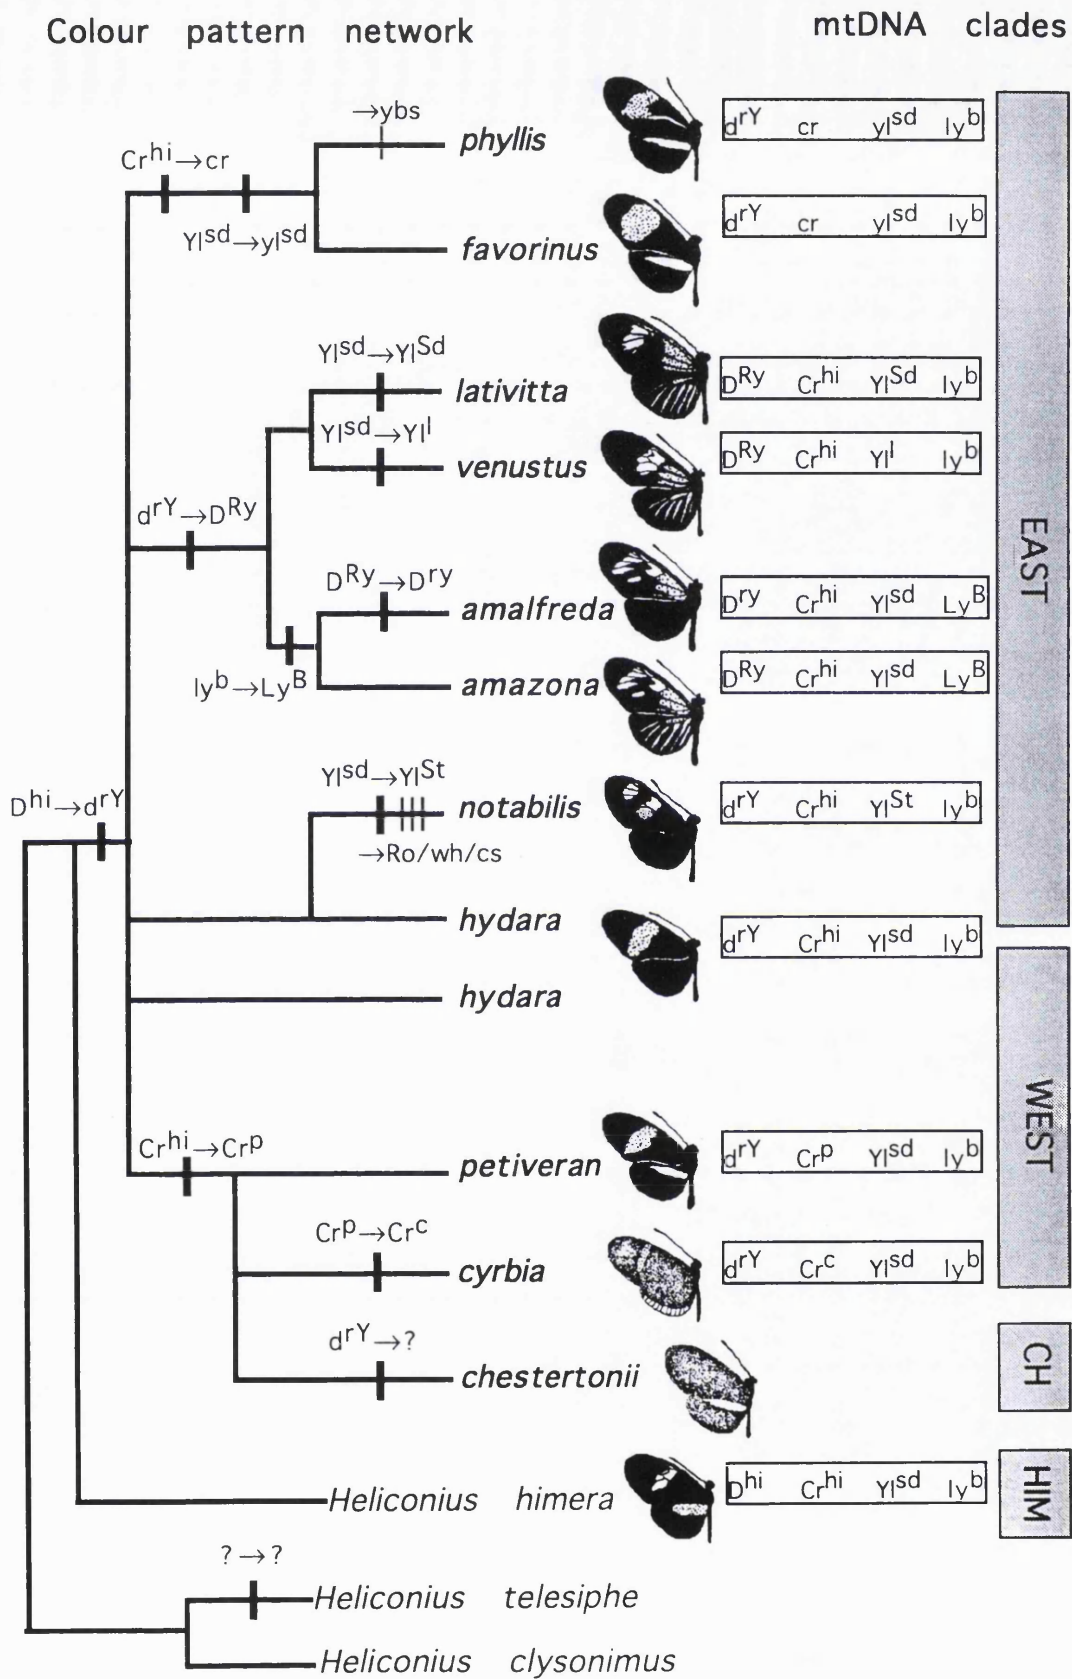 Colour pattern network
mtDNA clades
→ybs
phyllis
d^rY cr yl^sd ly^b
Cr^hi→cr
Yl^sd→yl^sd
favorinus
d^rY cr yl^sd ly^b
Yl^sd→Yl^Sd
lativitta
D^Ry Cr^hi Yl^Sd ly^b
Yl^sd→Yl^l
venustus
D^Ry Cr^hi Yl^l ly^b
d^rY→D^Ry
EAST
D^Ry→D^ry
amalfreda
D^ry Cr^hi Yl^sd Ly^B
ly^b→Ly^B
amazona
D^Ry Cr^hi Yl^sd Ly^B
D^hi→d^rY
Yl^sd→Yl^St
notabilis
d^rY Cr^hi Yl^St ly^b
→Ro/wh/cs
hydara
d^rY Cr^hi Yl^sd ly^b
hydara
WEST
Cr^hi→Cr^p
petiveran
d^rY Cr^p Yl^sd ly^b
Cr^p→Cr^c
cyrbia
d^rY Cr^c Yl^sd ly^b
d^rY→?
chestertonii
CH
Heliconius himera
D^hi Cr^hi Yl^sd ly^b
HIM
?→?
Heliconius telesiphe
Heliconius clysonimus